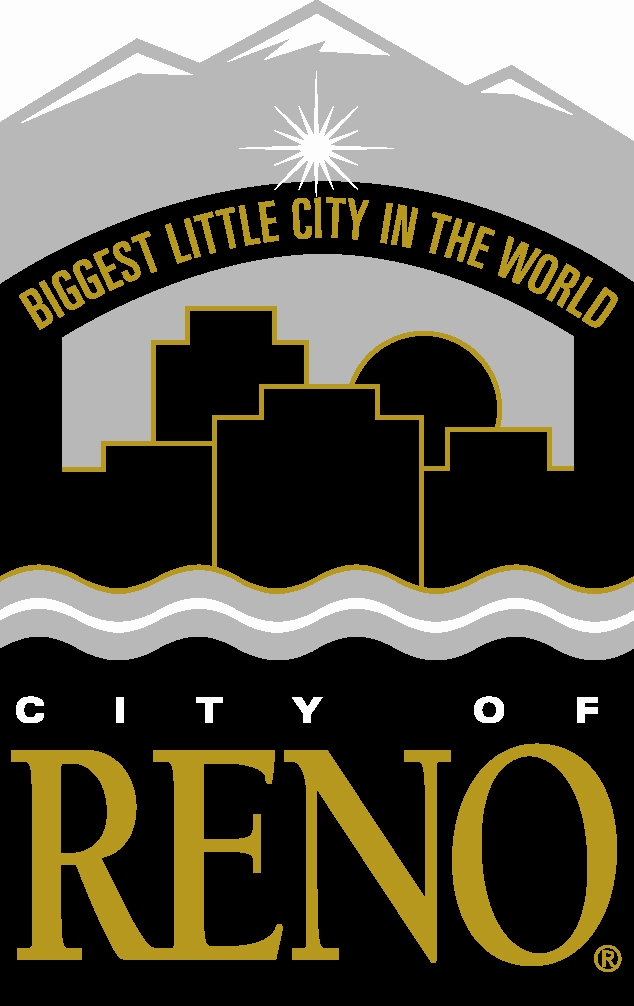 BIGGEST LITTLE CITY IN THE WORLD
CITY OF
RENO®